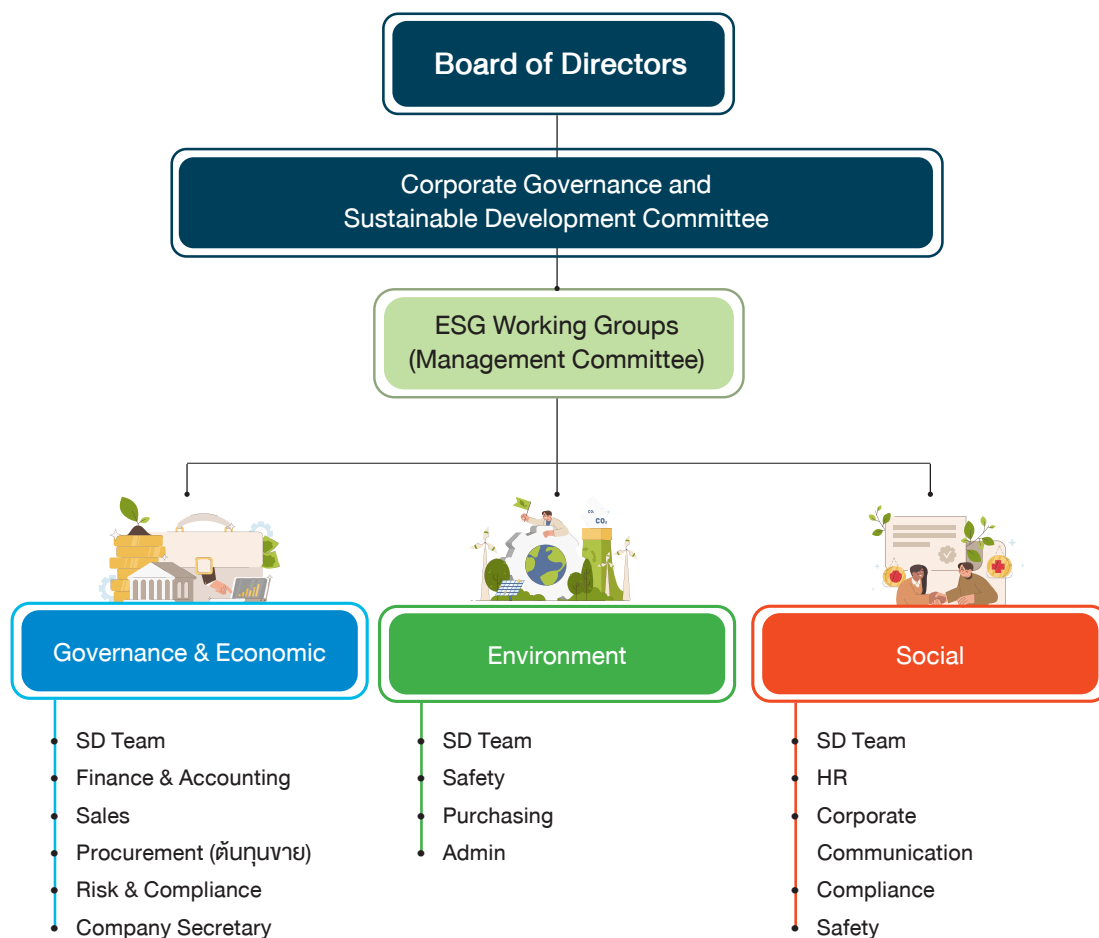 Board of Directors
Corporate Governance and
Sustainable Development Committee
ESG Working Groups
(Management Committee)
CO₂
CO₂
Governance & Economic
SD Team
Finance & Accounting
Sales
Procurement (ต้นทุนขาย)
Risk & Compliance
Company Secretary
Environment
SD Team
Safety
Purchasing
Admin
Social
SD Team
HR
Corporate
Communication
Compliance
Safety